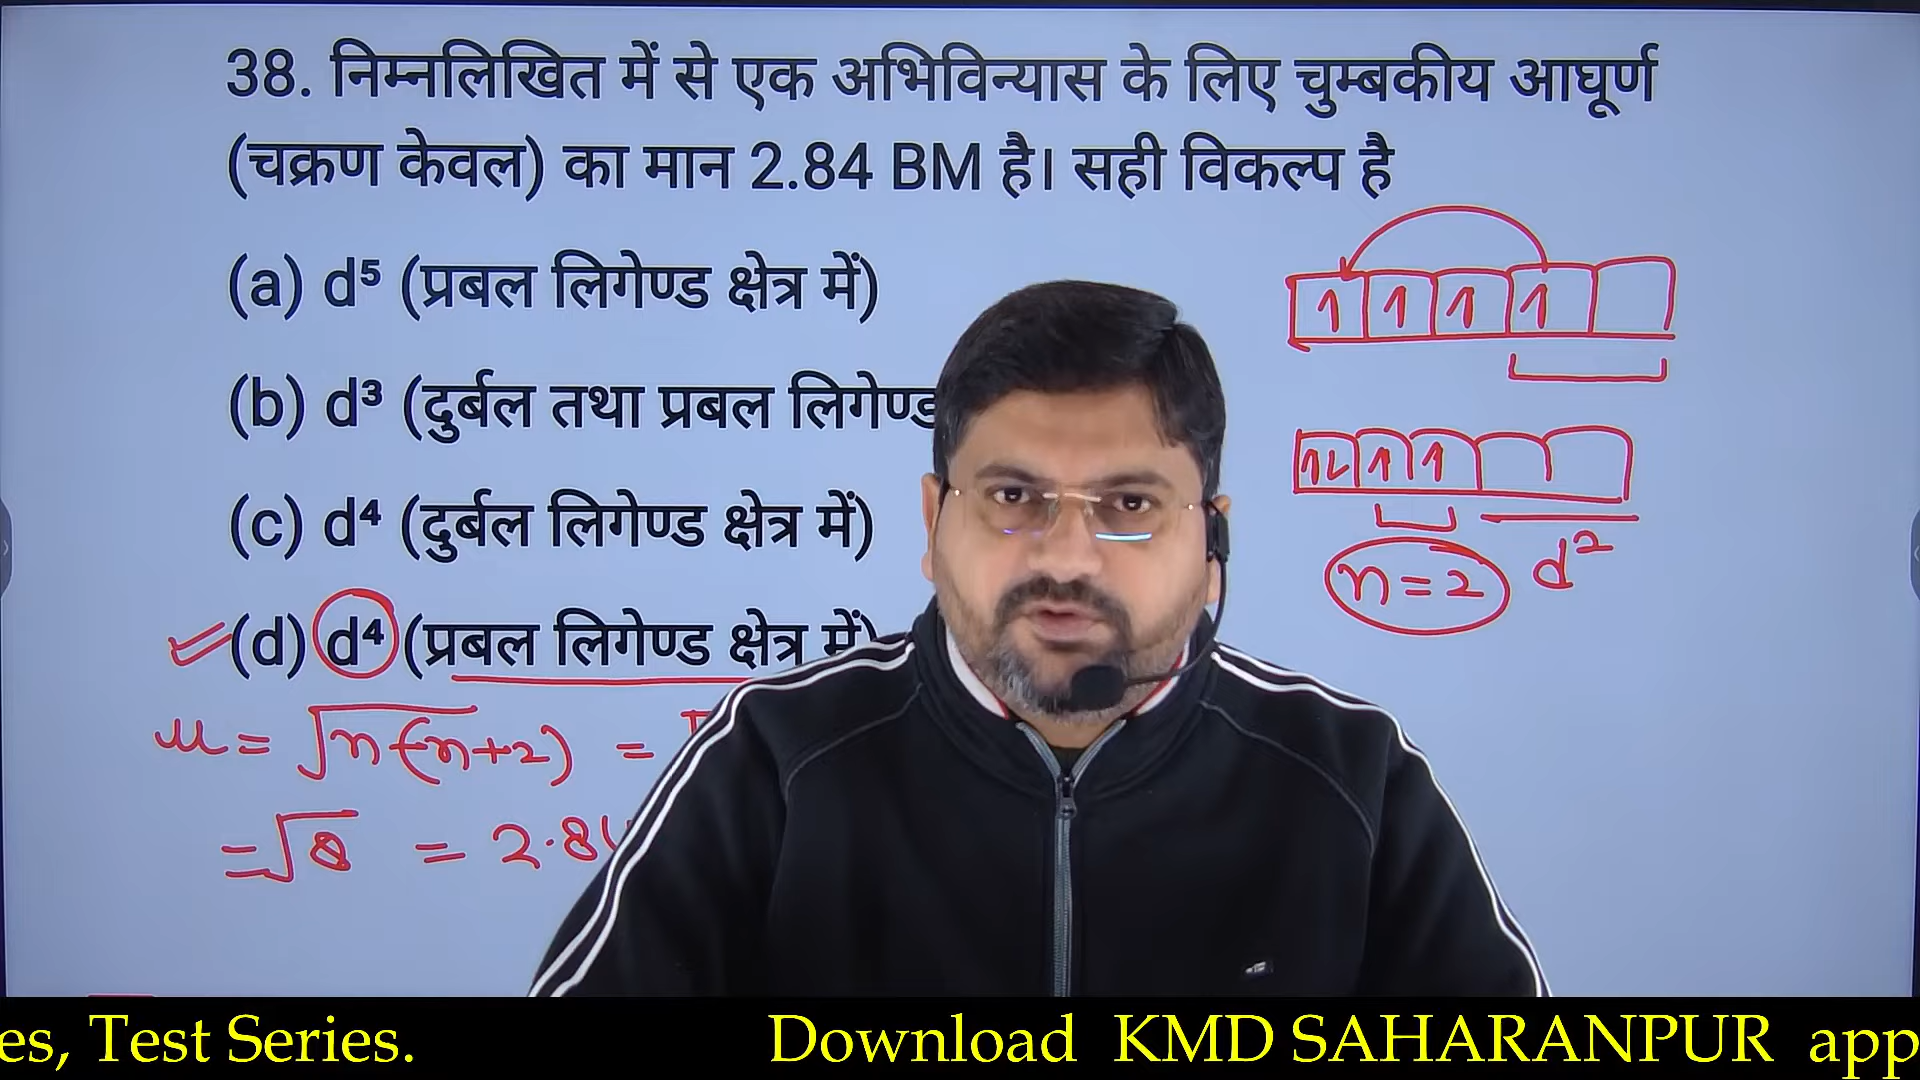 38. निम्नलिखित में से एक अभिविन्यास के लिए चुम्बकीय आघूर्ण
(चक्रण केवल) का मान 2.84 BM है। सही विकल्प है
(a) d⁵ (प्रबल लिगेण्ड क्षेत्र में)
(b) d³ (दुर्बल तथा प्रबल लिगेण्ड
(c) d⁴ (दुर्बल लिगेण्ड क्षेत्र में)
(d) d⁴ (प्रबल लिगेण्ड क्षेत्र में)
1 1 1 1
1L 1 1
n=2 d²
μ = √n(n+2) =
=√8 = 2.84
es, Test Series. Download KMD SAHARANPUR app